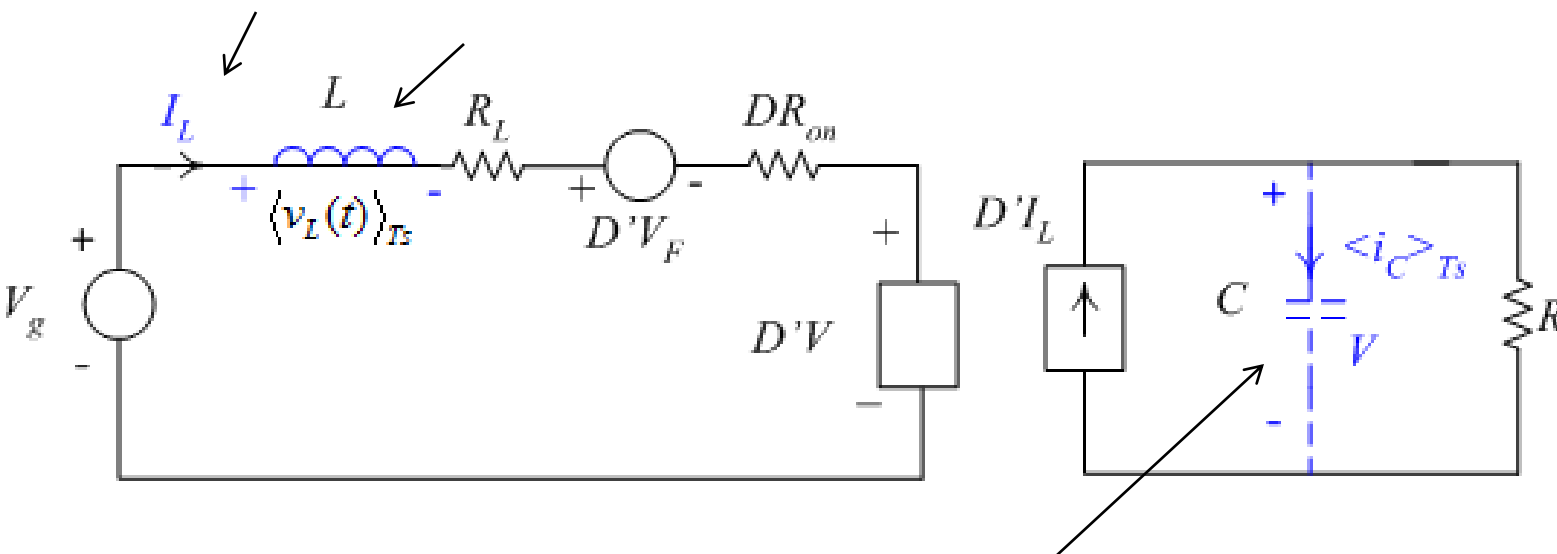 I_L
L
R_L
DR_on
+ -
⟨v_L(t)⟩_Ts
+ -
D'V_F
+
V_g
-
+
D'V
−
D'I_L
+
<i_C>_Ts
C
V
-
R